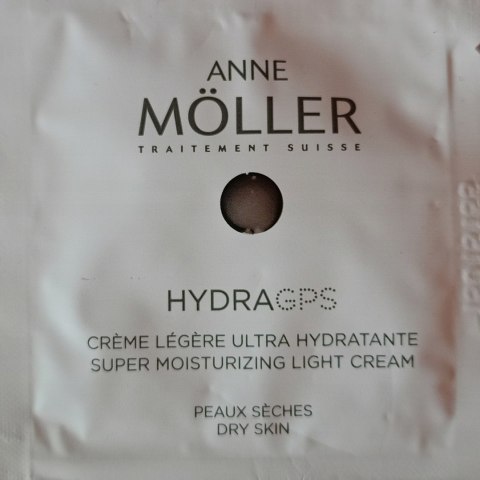 ANNE
MÖLLER
TRAITEMENT SUISSE
HYDRAGPS
CRÈME LÉGÈRE ULTRA HYDRATANTE
SUPER MOISTURIZING LIGHT CREAM
PEAUX SÈCHES
DRY SKIN